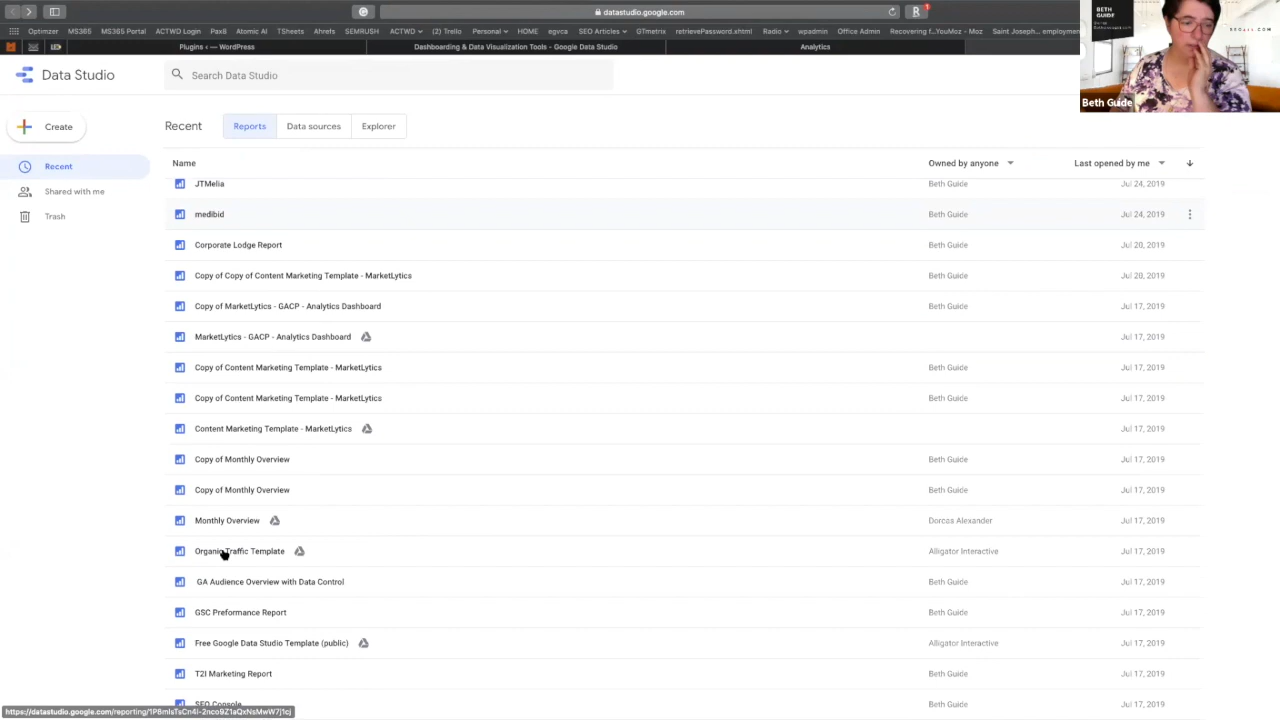 datastudio.google.com
Optimizer MS365 MS365 Portal ACTWD Login Pax8 Atomic AI TSheets Ahrefs SEMRUSH ACTWD (2) Trello Personal HOME egvca SEO Articles GTmetrix retrievePassword.xhtml Radio wpadmin Office Admin Recovering f...YouMoz - Moz Saint Joseph... employmen
Plugins < — WordPress
Dashboarding & Data Visualization Tools - Google Data Studio
Analytics
BETH
GUIDE
Beth Guide
Data Studio
Search Data Studio
Create
Recent
Shared with me
Trash
Recent Reports Data sources Explorer
Name Owned by anyone Last opened by me
JTMelia Beth Guide Jul 24, 2019
medibid Beth Guide Jul 24, 2019
Corporate Lodge Report Beth Guide Jul 20, 2019
Copy of Copy of Content Marketing Template - MarketLytics Beth Guide Jul 20, 2019
Copy of MarketLytics - GACP - Analytics Dashboard Beth Guide Jul 17, 2019
MarketLytics - GACP - Analytics Dashboard Jul 17, 2019
Copy of Content Marketing Template - MarketLytics Beth Guide Jul 17, 2019
Copy of Content Marketing Template - MarketLytics Beth Guide Jul 17, 2019
Content Marketing Template - MarketLytics Jul 17, 2019
Copy of Monthly Overview Beth Guide Jul 17, 2019
Copy of Monthly Overview Beth Guide Jul 17, 2019
Monthly Overview Dorcas Alexander Jul 17, 2019
Organic Traffic Template Alligator Interactive Jul 17, 2019
GA Audience Overview with Data Control Beth Guide Jul 17, 2019
GSC Preformance Report Beth Guide Jul 17, 2019
Free Google Data Studio Template (public) Alligator Interactive Jul 17, 2019
T2I Marketing Report Beth Guide Jul 17, 2019
SEO Console Beth Guide Jul 17, 2019